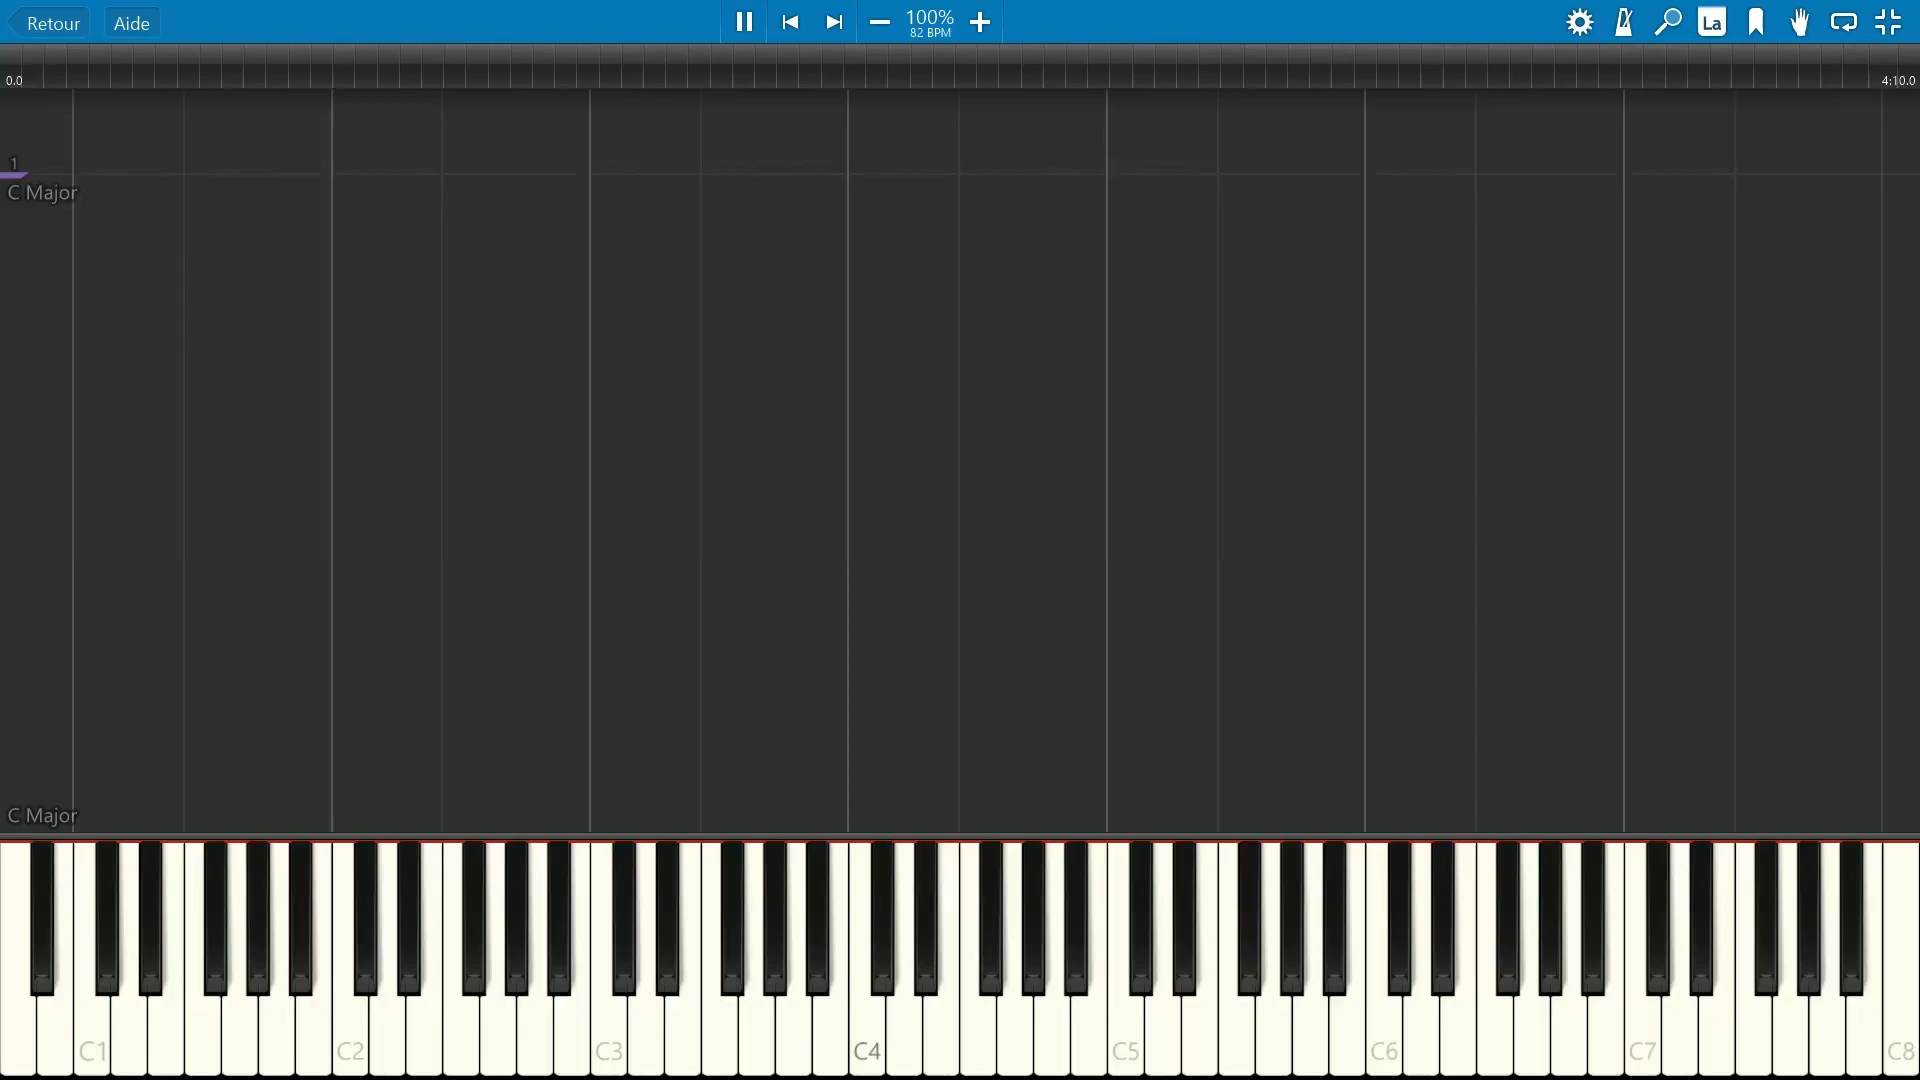 Retour
Aide
100%
82 BPM
La
0.0
4:10.0
1
C Major
C Major
C1
C2
C3
C4
C5
C6
C7
C8